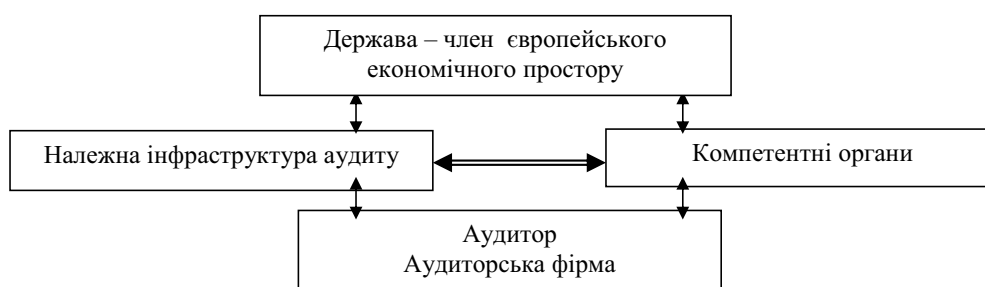 Держава – член європейського
економічного простору
Належна інфраструктура аудиту
Компетентні органи
Аудитор
Аудиторська фірма